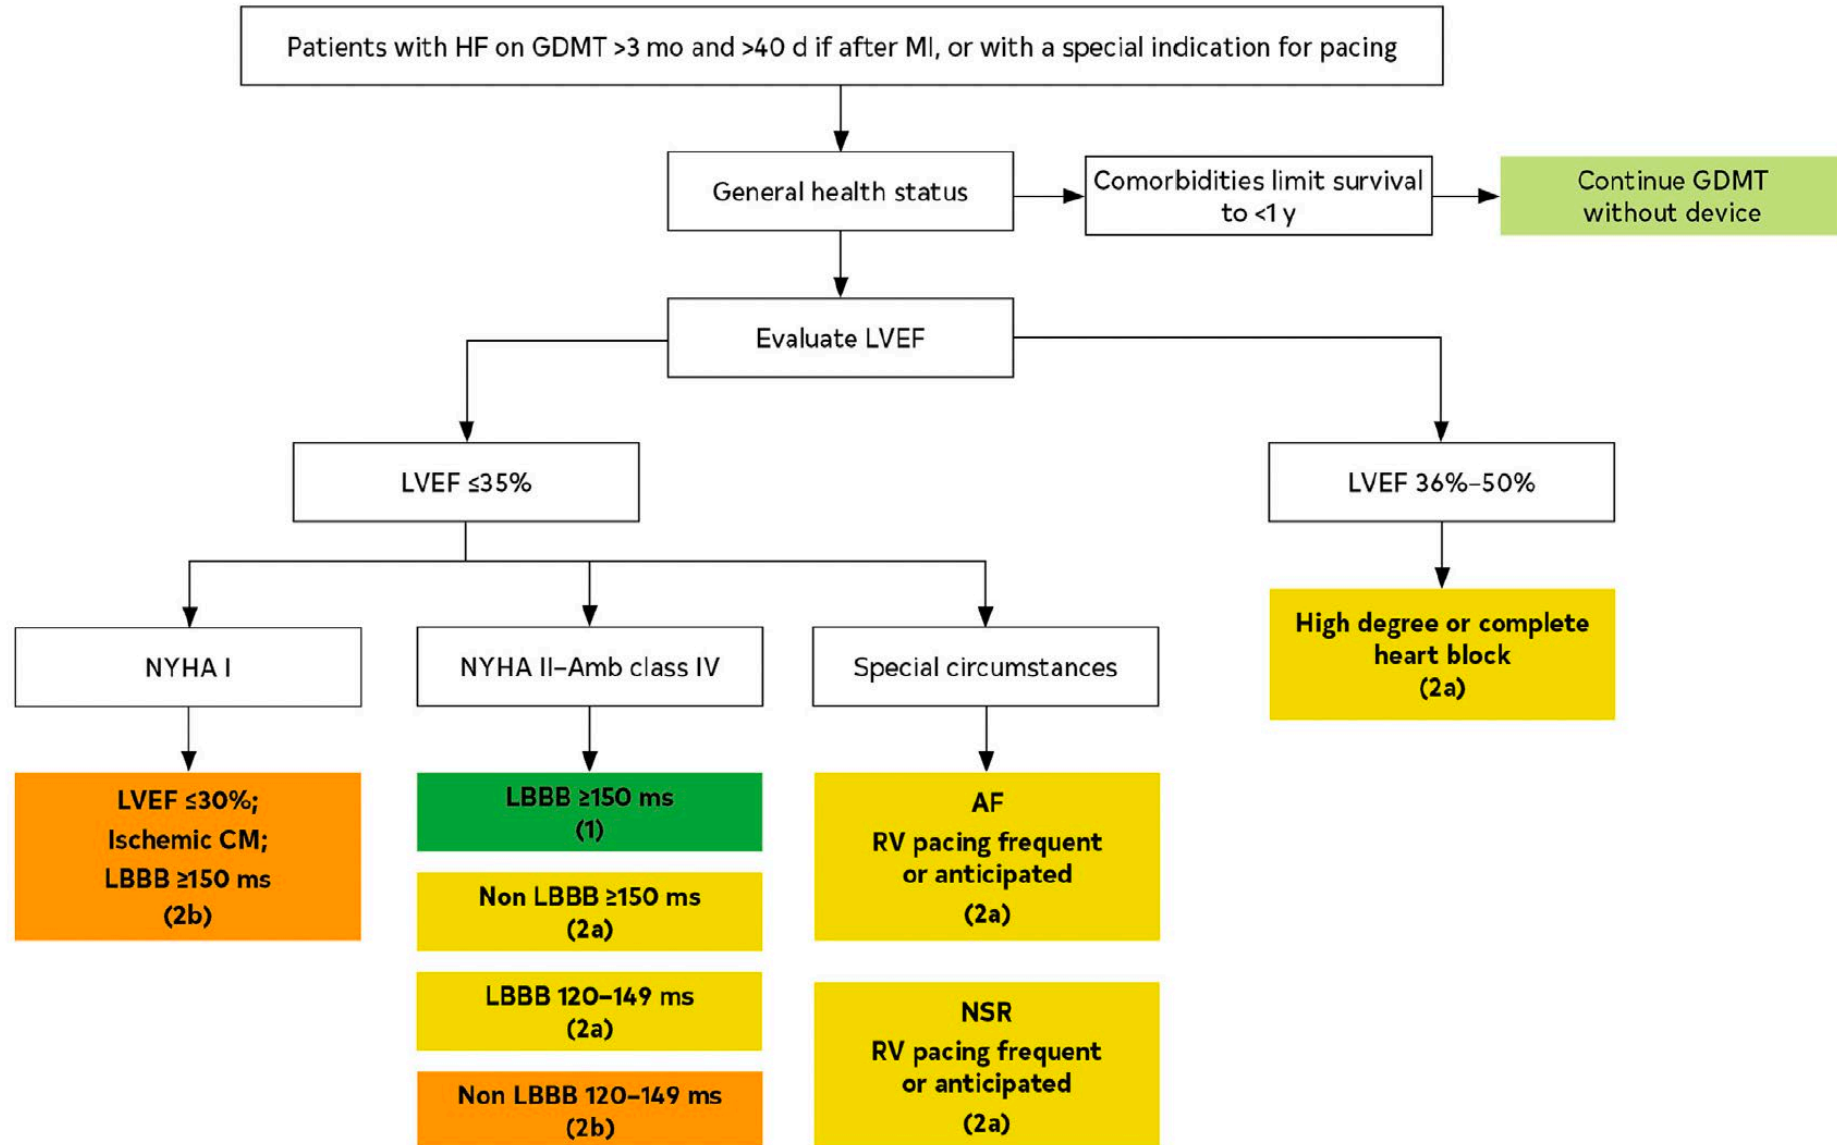 Patients with HF on GDMT >3 mo and >40 d if after MI, or with a special indication for pacing
General health status
Comorbidities limit survival
to <1 y
Continue GDMT
without device
Evaluate LVEF
LVEF ≤35%
LVEF 36%–50%
NYHA I
NYHA II–Amb class IV
Special circumstances
High degree or complete
heart block
(2a)
LVEF ≤30%;
Ischemic CM;
LBBB ≥150 ms
(2b)
LBBB ≥150 ms
(1)
Non LBBB ≥150 ms
(2a)
LBBB 120–149 ms
(2a)
Non LBBB 120–149 ms
(2b)
AF
RV pacing frequent
or anticipated
(2a)
NSR
RV pacing frequent
or anticipated
(2a)